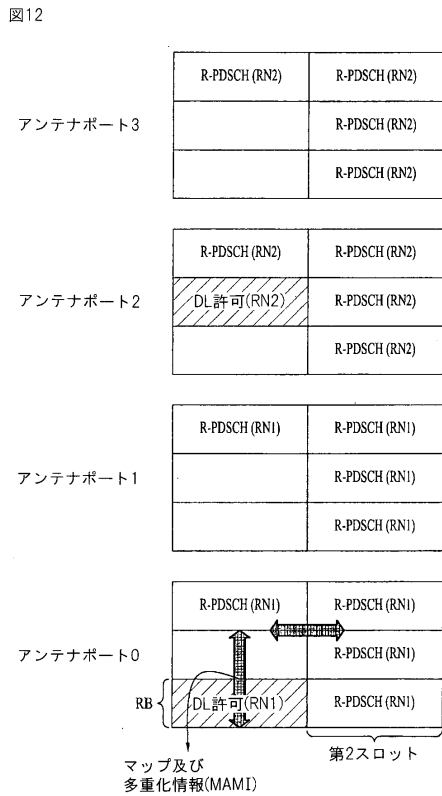 図12
R-PDSCH (RN2) R-PDSCH (RN2)
アンテナポート3 R-PDSCH (RN2)
R-PDSCH (RN2)
R-PDSCH (RN2) R-PDSCH (RN2)
アンテナポート2 DL許可(RN2) R-PDSCH (RN2)
R-PDSCH (RN2)
R-PDSCH (RN1) R-PDSCH (RN1)
アンテナポート1 R-PDSCH (RN1)
R-PDSCH (RN1)
R-PDSCH (RN1) R-PDSCH (RN1)
アンテナポート0 R-PDSCH (RN1)
RB DL許可(RN1) R-PDSCH (RN1)
第2スロット
マップ及び
多重化情報(MAMI)